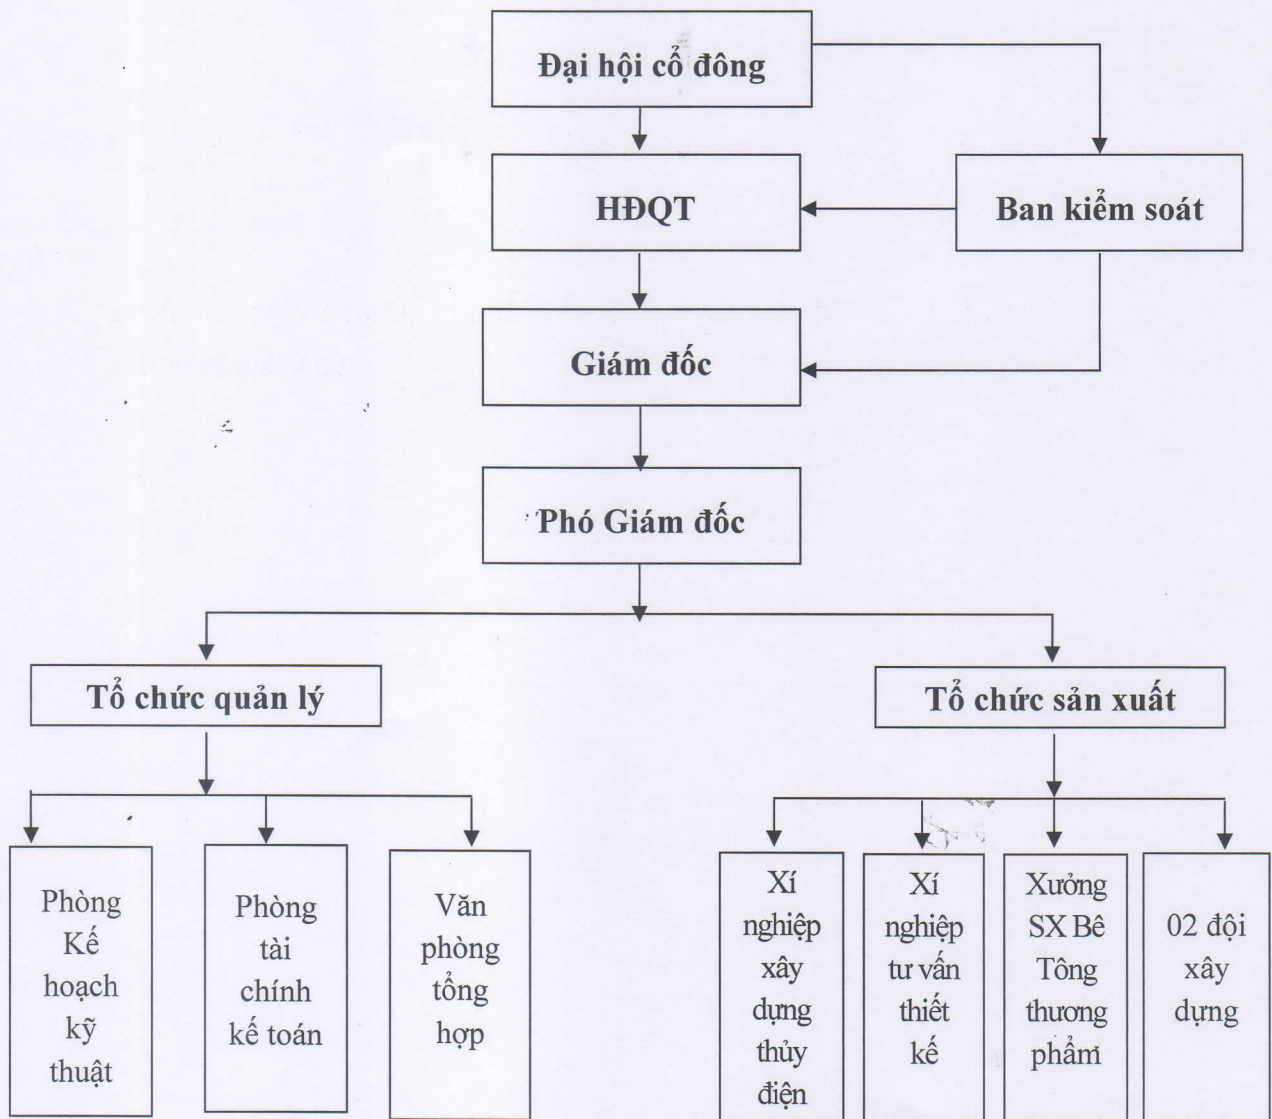 Đại hội cổ đông
HĐQT
Ban kiểm soát
Giám đốc
Phó Giám đốc
Tổ chức quản lý
Tổ chức sản xuất
Phòng
Kế
hoạch
kỹ
thuật
Phòng
tài
chính
kế toán
Văn
phòng
tổng
hợp
Xí
nghiệp
xây
dựng
thủy
điện
Xí
nghiệp
tư vấn
thiết
kế
Xưởng
SX Bê
Tông
thương
phẩm
02 đội
xây
dựng